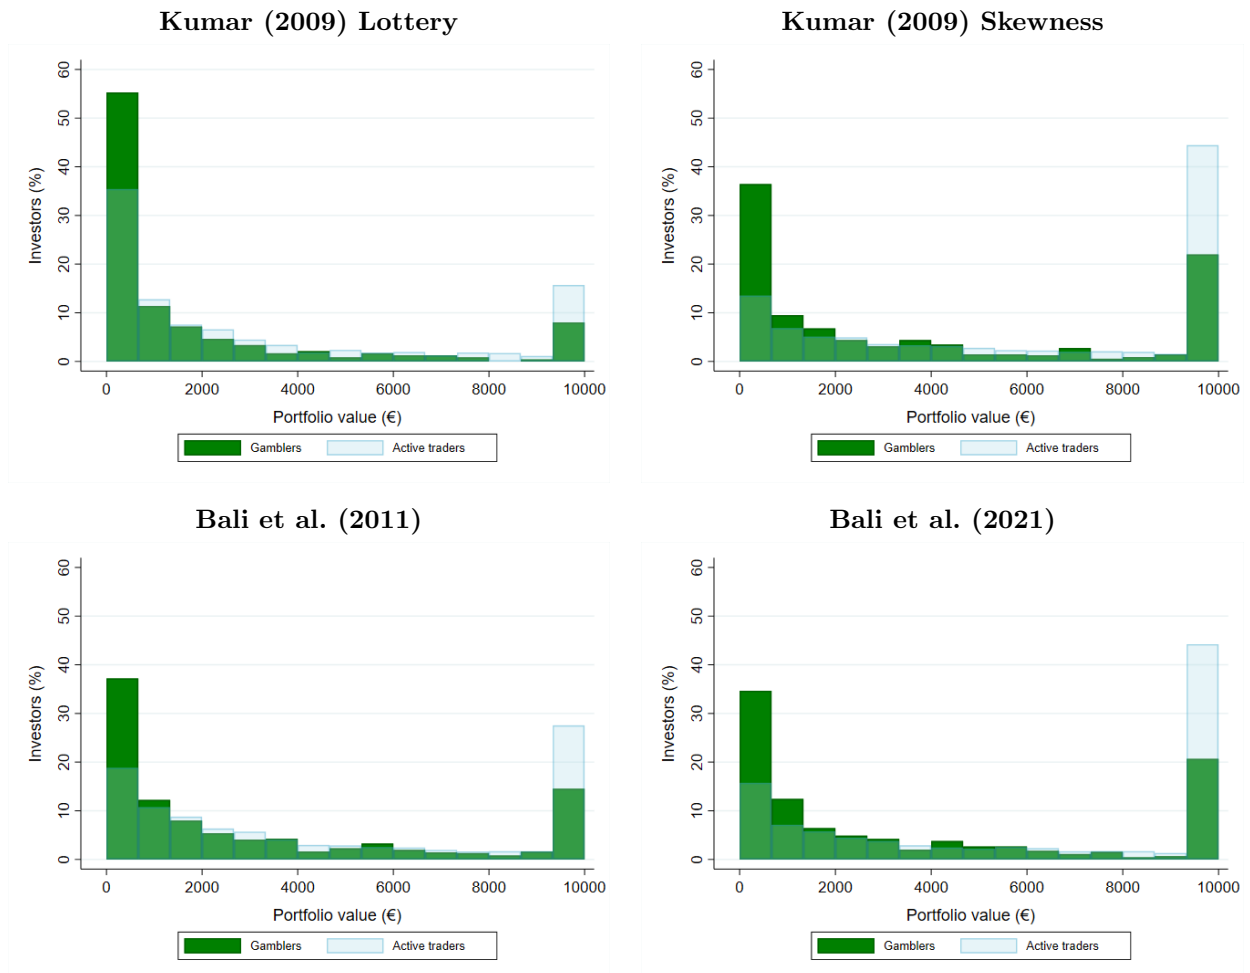 Kumar (2009) Lottery
Investors (%)
60
50
40
30
20
10
0
0 2000 4000 6000 8000 10000
Portfolio value (€)
Gamblers Active traders
Kumar (2009) Skewness
Investors (%)
60
50
40
30
20
10
0
0 2000 4000 6000 8000 10000
Portfolio value (€)
Gamblers Active traders
Bali et al. (2011)
Investors (%)
60
50
40
30
20
10
0
0 2000 4000 6000 8000 10000
Portfolio value (€)
Gamblers Active traders
Bali et al. (2021)
Investors (%)
60
50
40
30
20
10
0
0 2000 4000 6000 8000 10000
Portfolio value (€)
Gamblers Active traders